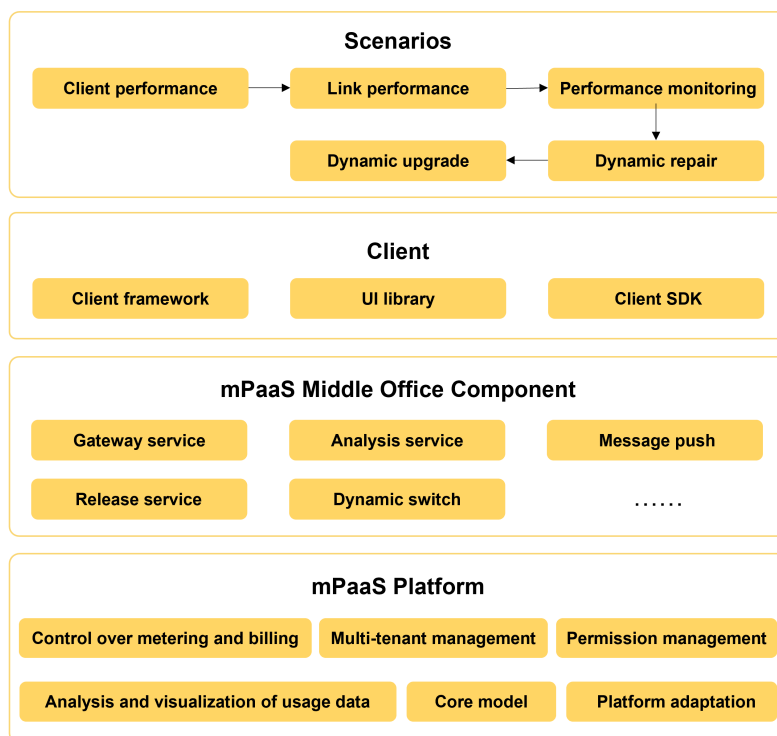 Scenarios
Client performance
Link performance
Performance monitoring
Dynamic upgrade
Dynamic repair
Client
Client framework
UI library
Client SDK
mPaaS Middle Office Component
Gateway service
Analysis service
Message push
Release service
Dynamic switch
......
mPaaS Platform
Control over metering and billing
Multi-tenant management
Permission management
Analysis and visualization of usage data
Core model
Platform adaptation